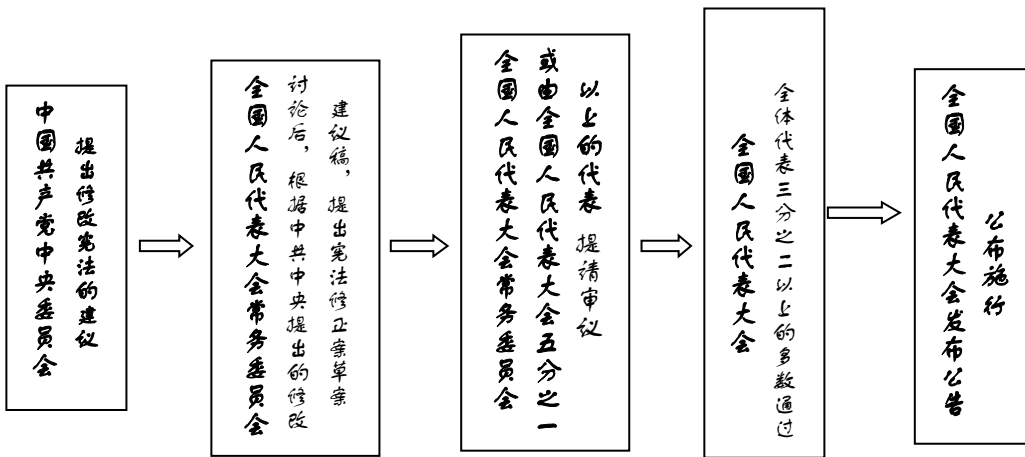 中国共产党中央委员会
提出修改宪法的建议
全国人民代表大会常务委员会
讨论后，根据中共中央提出的修改
建议稿，提出宪法修正案草案
全国人民代表大会常务委员会
或由全国人民代表大会五分之一
以上的代表 提请审议
全国人民代表大会
全体代表三分之二以上的多数通过
全国人民代表大会发布公告
公布施行